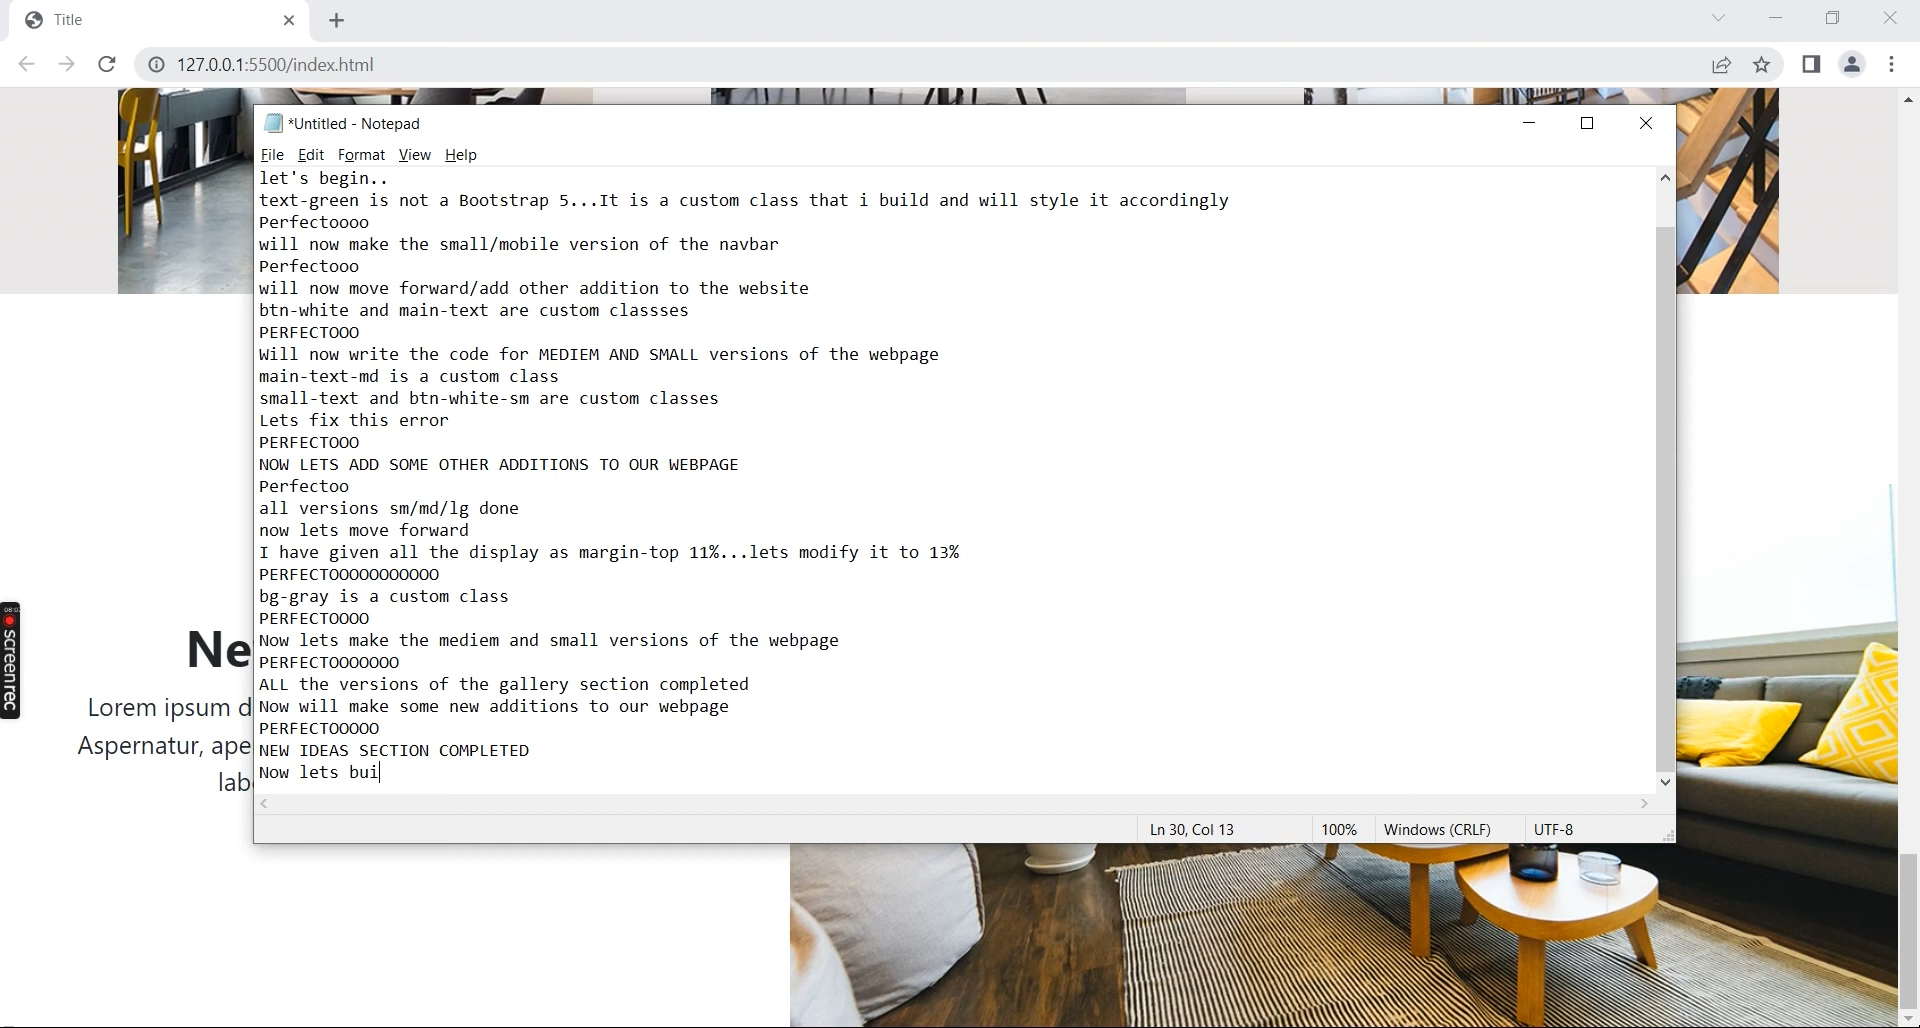 Title
127.0.0.1:5500/index.html
*Untitled - Notepad
File Edit Format View Help
let's begin..
text-green is not a Bootstrap 5...It is a custom class that i build and will style it accordingly
Perfectoooo
will now make the small/mobile version of the navbar
Perfectooo
will now move forward/add other addition to the website
btn-white and main-text are custom classses
PERFECTOOO
Will now write the code for MEDIEM AND SMALL versions of the webpage
main-text-md is a custom class
small-text and btn-white-sm are custom classes
Lets fix this error
PERFECTOOO
NOW LETS ADD SOME OTHER ADDITIONS TO OUR WEBPAGE
Perfectoo
all versions sm/md/lg done
now lets move forward
I have given all the display as margin-top 11%...lets modify it to 13%
PERFECTOOOOOOOOOOO
bg-gray is a custom class
PERFECTOOOO
Now lets make the mediem and small versions of the webpage
PERFECTOOOOOOO
ALL the versions of the gallery section completed
Now will make some new additions to our webpage
PERFECTOOOOO
NEW IDEAS SECTION COMPLETED
Now lets bui
Ln 30, Col 13 100% Windows (CRLF) UTF-8
screenrec
Ne
Lorem ipsum d
Aspernatur, ape
lab